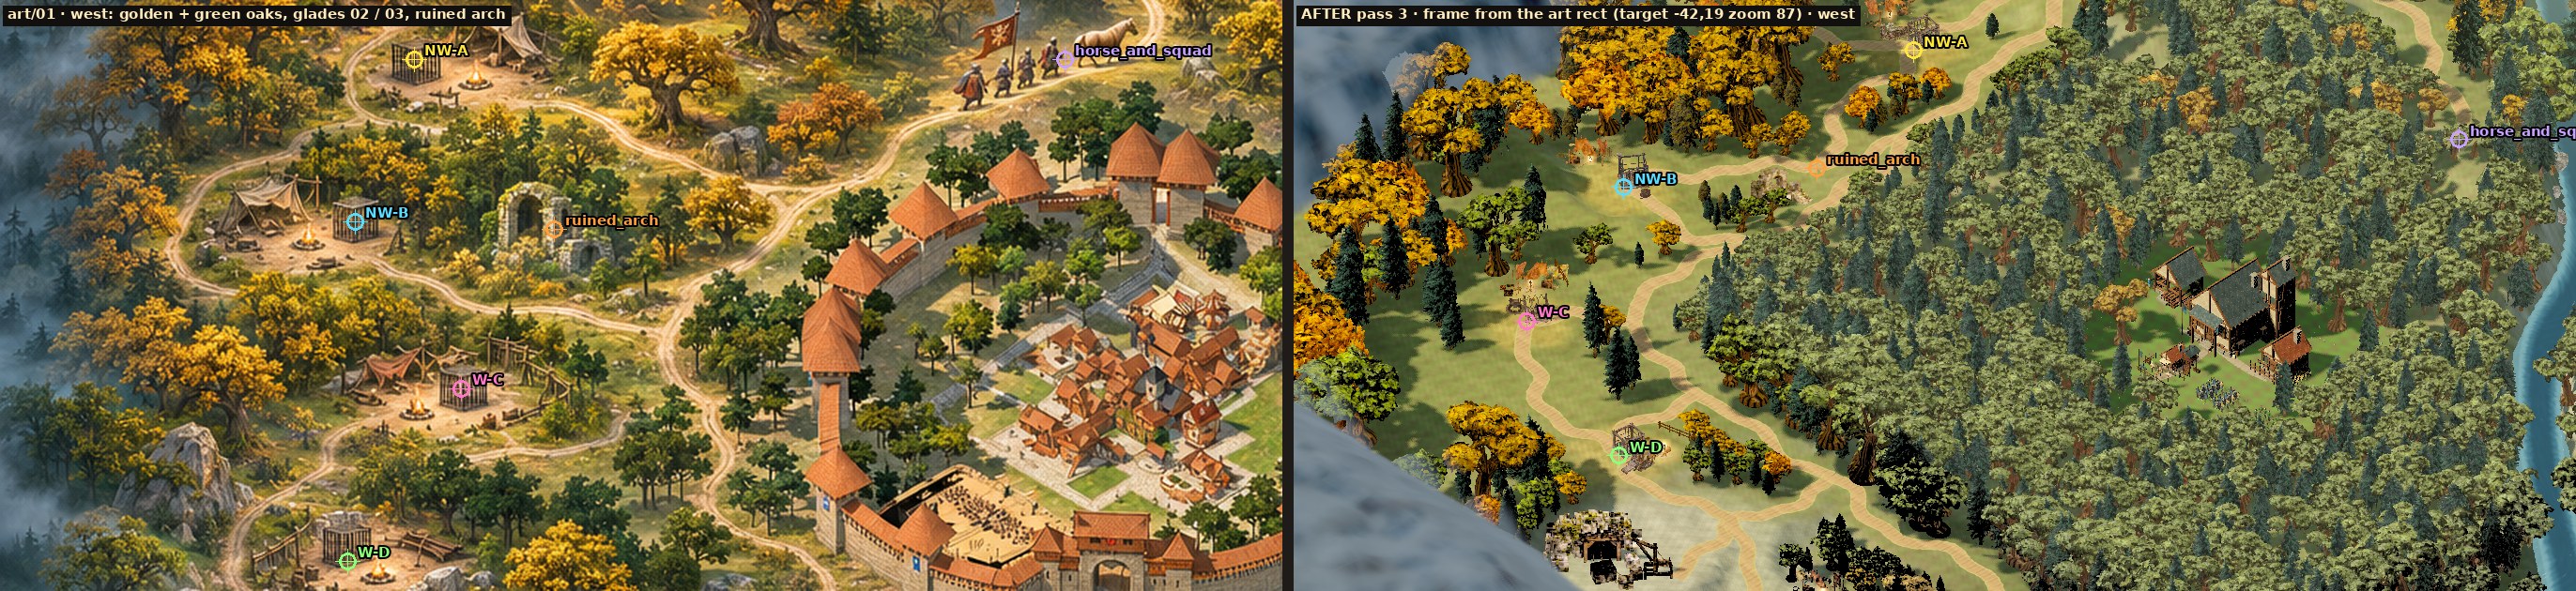 art/01 · west: golden + green oaks, glades 02 / 03, ruined arch
NW-A
horse_and_squad
NW-B
ruined_arch
W-C
W-D
AFTER pass 3 · frame from the art rect (target -42,19 zoom 87) · west
NW-A
horse_and_sq
ruined_arch
NW-B
W-C
W-D